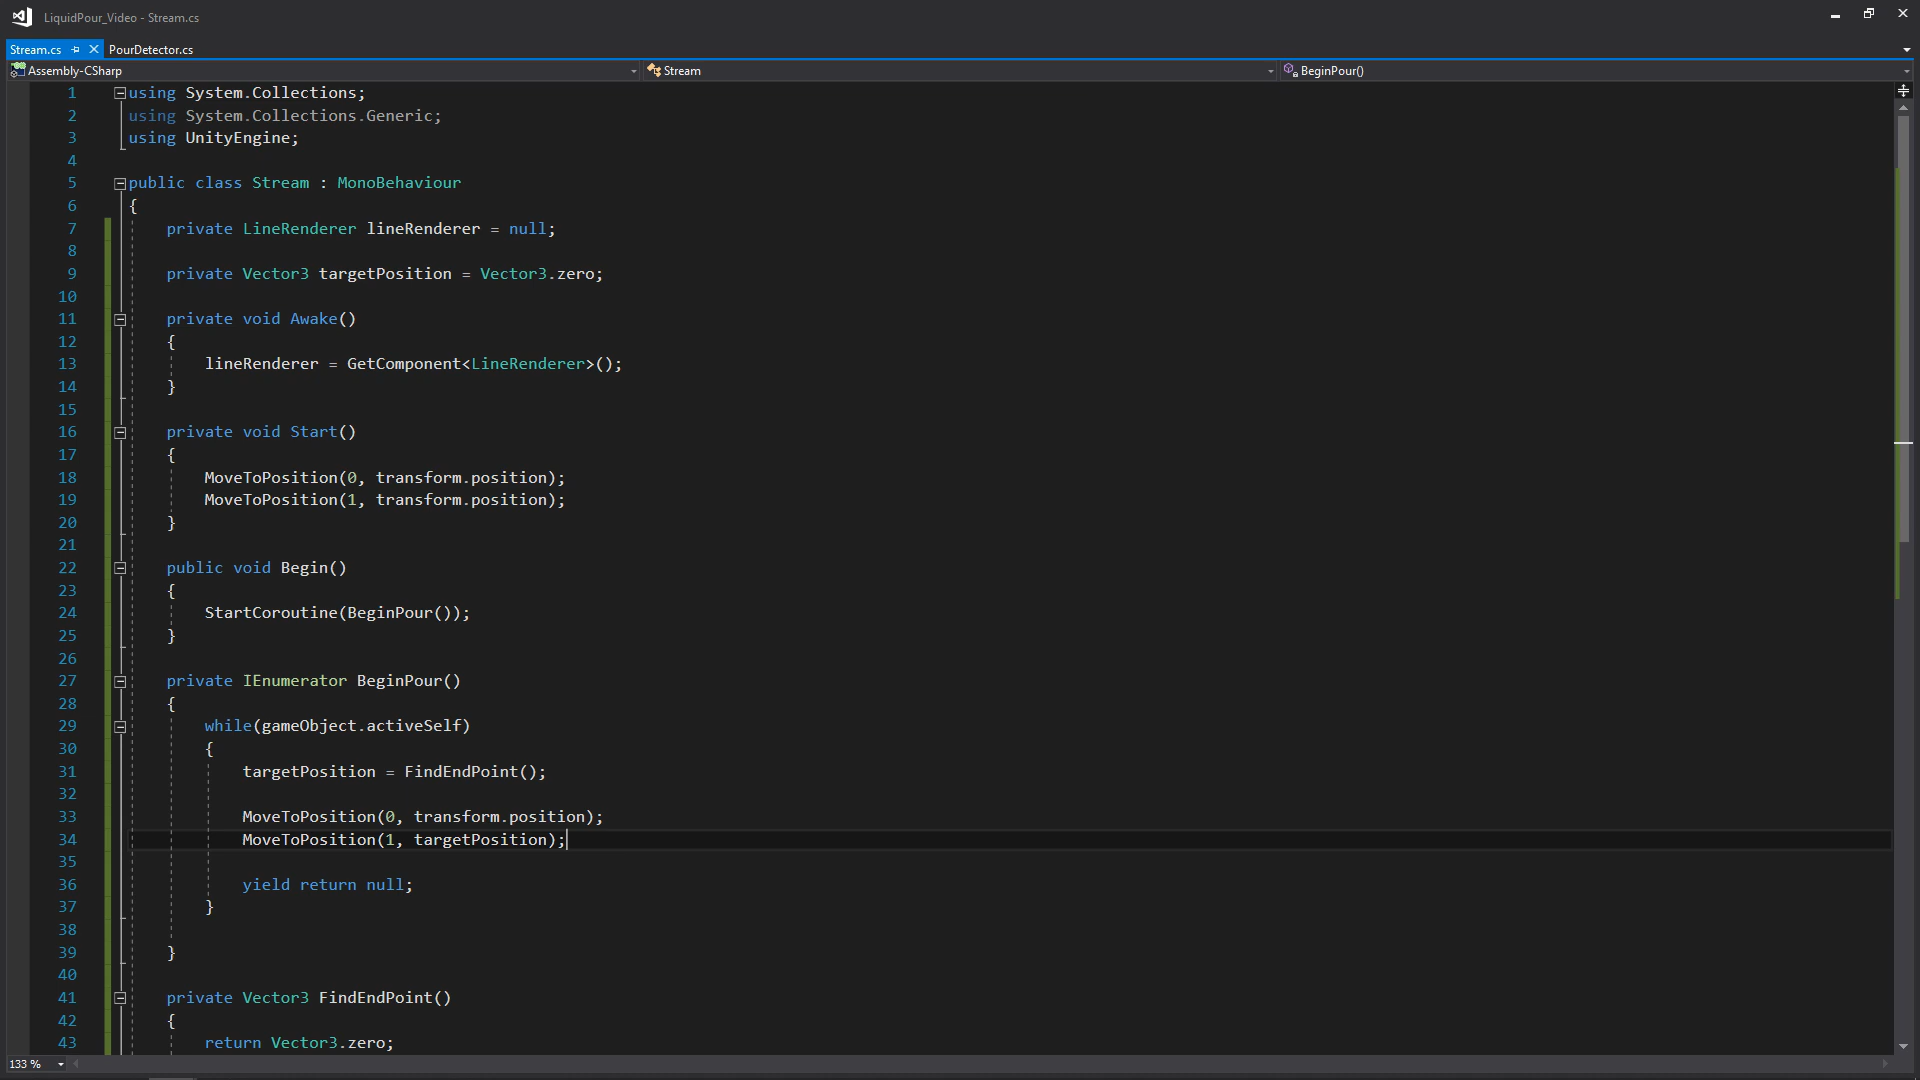 LiquidPour_Video - Stream.cs
Stream.cs PourDetector.cs
Assembly-CSharp Stream BeginPour()
1 using System.Collections;
2 using System.Collections.Generic;
3 using UnityEngine;
4
5 public class Stream : MonoBehaviour
6 {
7 private LineRenderer lineRenderer = null;
8
9 private Vector3 targetPosition = Vector3.zero;
10
11 private void Awake()
12 {
13 lineRenderer = GetComponent<LineRenderer>();
14 }
15
16 private void Start()
17 {
18 MoveToPosition(0, transform.position);
19 MoveToPosition(1, transform.position);
20 }
21
22 public void Begin()
23 {
24 StartCoroutine(BeginPour());
25 }
26
27 private IEnumerator BeginPour()
28 {
29 while(gameObject.activeSelf)
30 {
31 targetPosition = FindEndPoint();
32
33 MoveToPosition(0, transform.position);
34 MoveToPosition(1, targetPosition);
35
36 yield return null;
37 }
38
39 }
40
41 private Vector3 FindEndPoint()
42 {
43 return Vector3.zero;
133 %